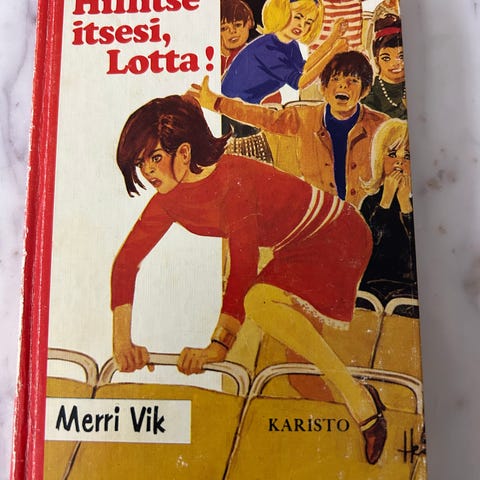 Hillitse
itsesi,
Lotta!
Merri Vik
KARISTO